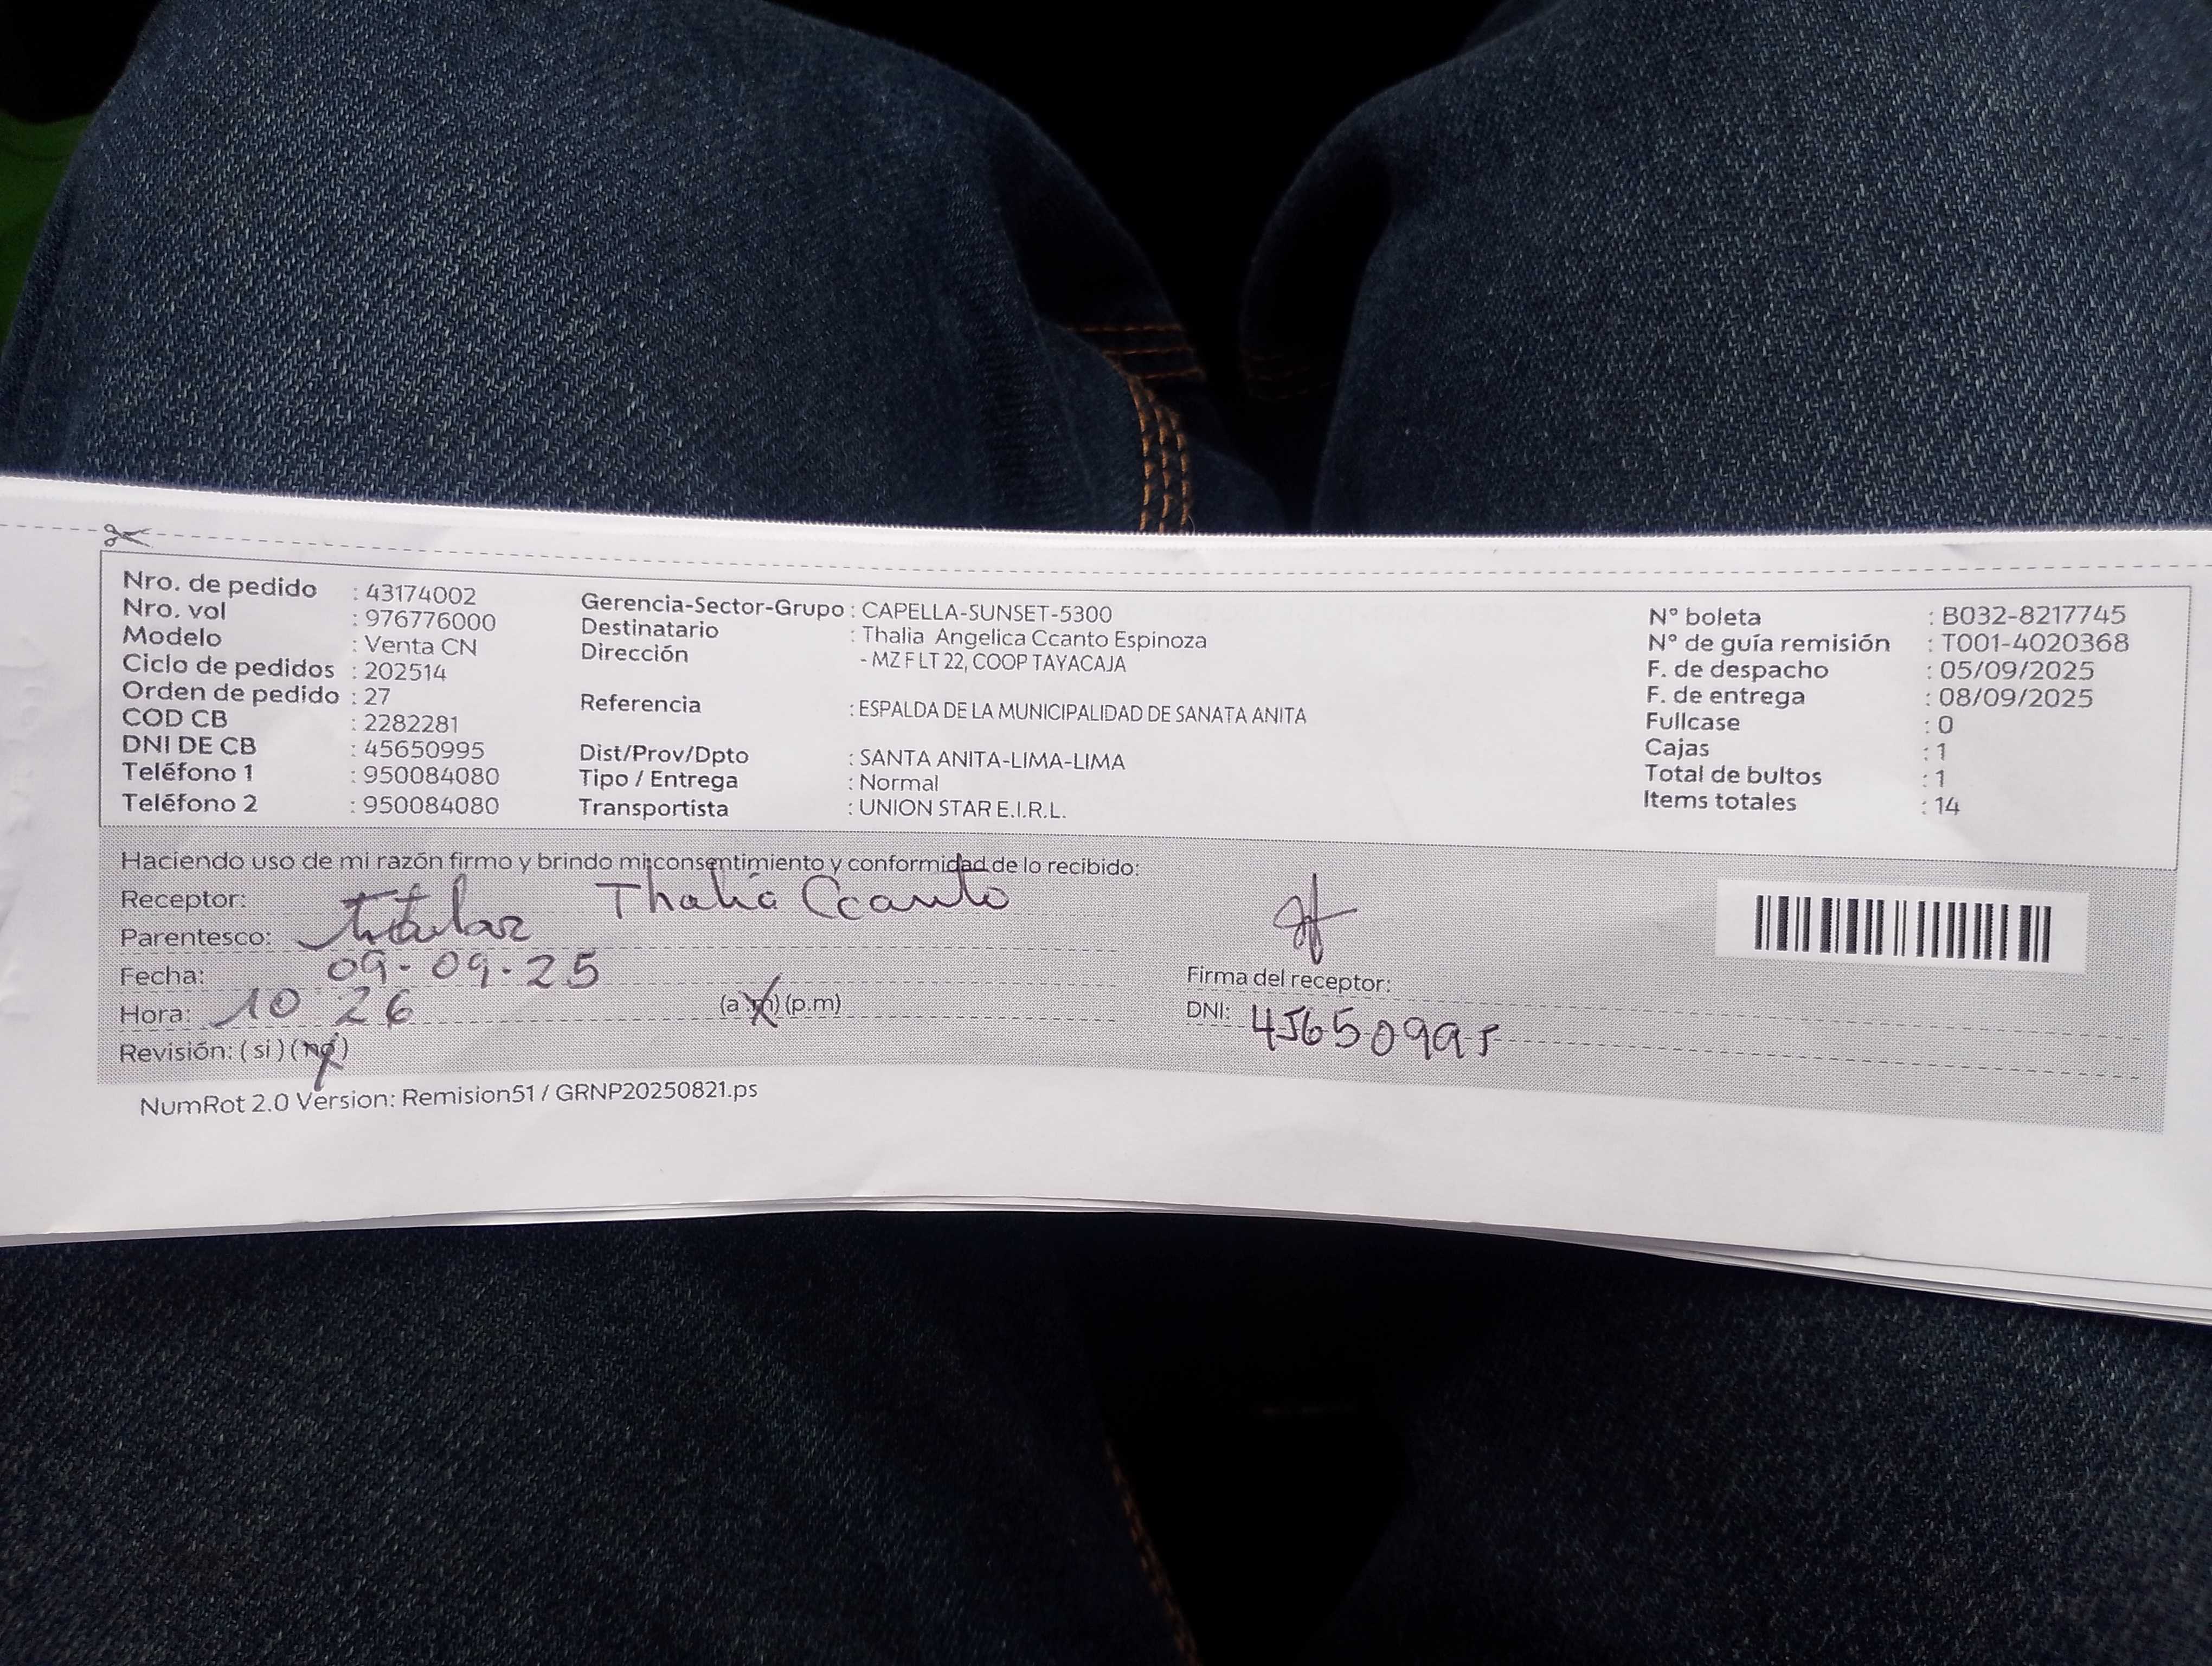 Nro. de pedido : 43174002
Nro. vol : 976776000
Modelo : Venta CN
Ciclo de pedidos : 202514
Orden de pedido : 27
COD CB : 2282281
DNI DE CB : 45650995
Teléfono 1 : 950084080
Teléfono 2 : 950084080
Gerencia-Sector-Grupo : CAPELLA-SUNSET-5300
Destinatario : Thalia Angelica Ccanto Espinoza
Dirección - MZ F LT 22, COOP TAYACAJA
Referencia : ESPALDA DE LA MUNICIPALIDAD DE SANATA ANITA
Dist/Prov/Dpto : SANTA ANITA-LIMA-LIMA
Tipo / Entrega : Normal
Transportista : UNION STAR E.I.R.L.
N° boleta : B032-8217745
N° de guía remisión : T001-4020368
F. de despacho : 05/09/2025
F. de entrega : 08/09/2025
Fullcase : 0
Cajas : 1
Total de bultos : 1
Items totales : 14
Haciendo uso de mi razón firmo y brindo mi consentimiento y conformidad de lo recibido:
Receptor: Thalia Ccanto
Parentesco: titular
Fecha: 09-09-25
Hora: 10 26 (a.m) (p.m)
Revisión: (si) (no)
Firma del receptor:
DNI: 45650995
NumRot 2.0 Version: Remision51 / GRNP20250821.ps